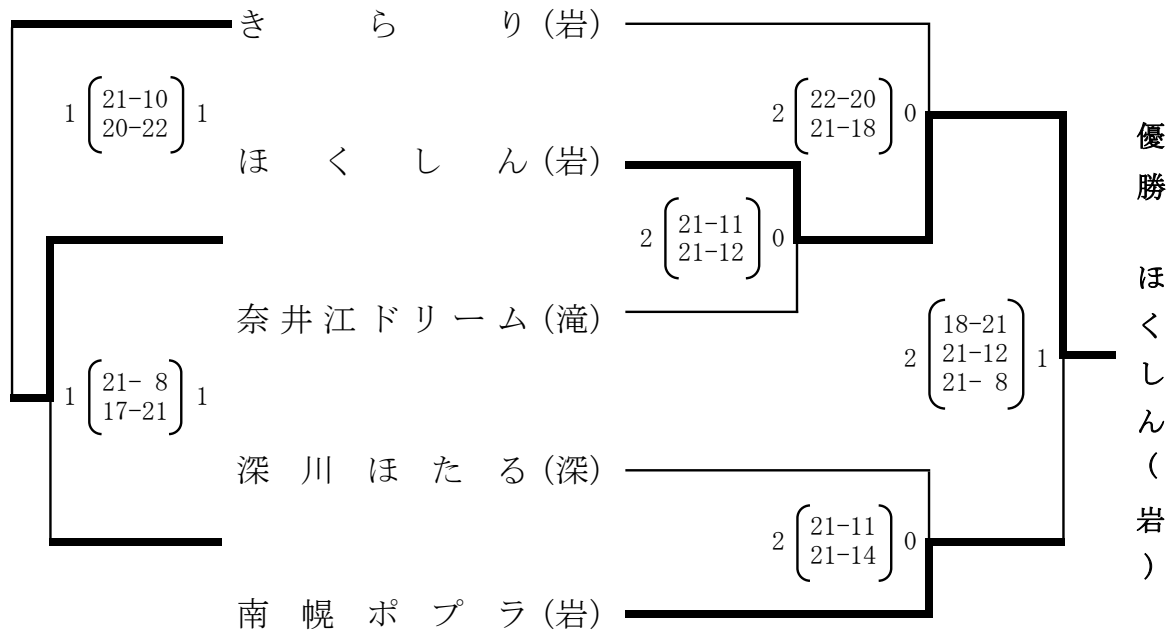 きらり(岩)
1 21-10 1
20-22
2 22-20 0
21-18
ほくしん(岩)
2 21-11 0
21-12
奈井江ドリーム(滝)
1 21- 8 1
17-21
2 18-21 1
21-12
21- 8
深川ほたる(深)
2 21-11 0
21-14
南幌ポプラ(岩)
優勝 ほくしん(岩)